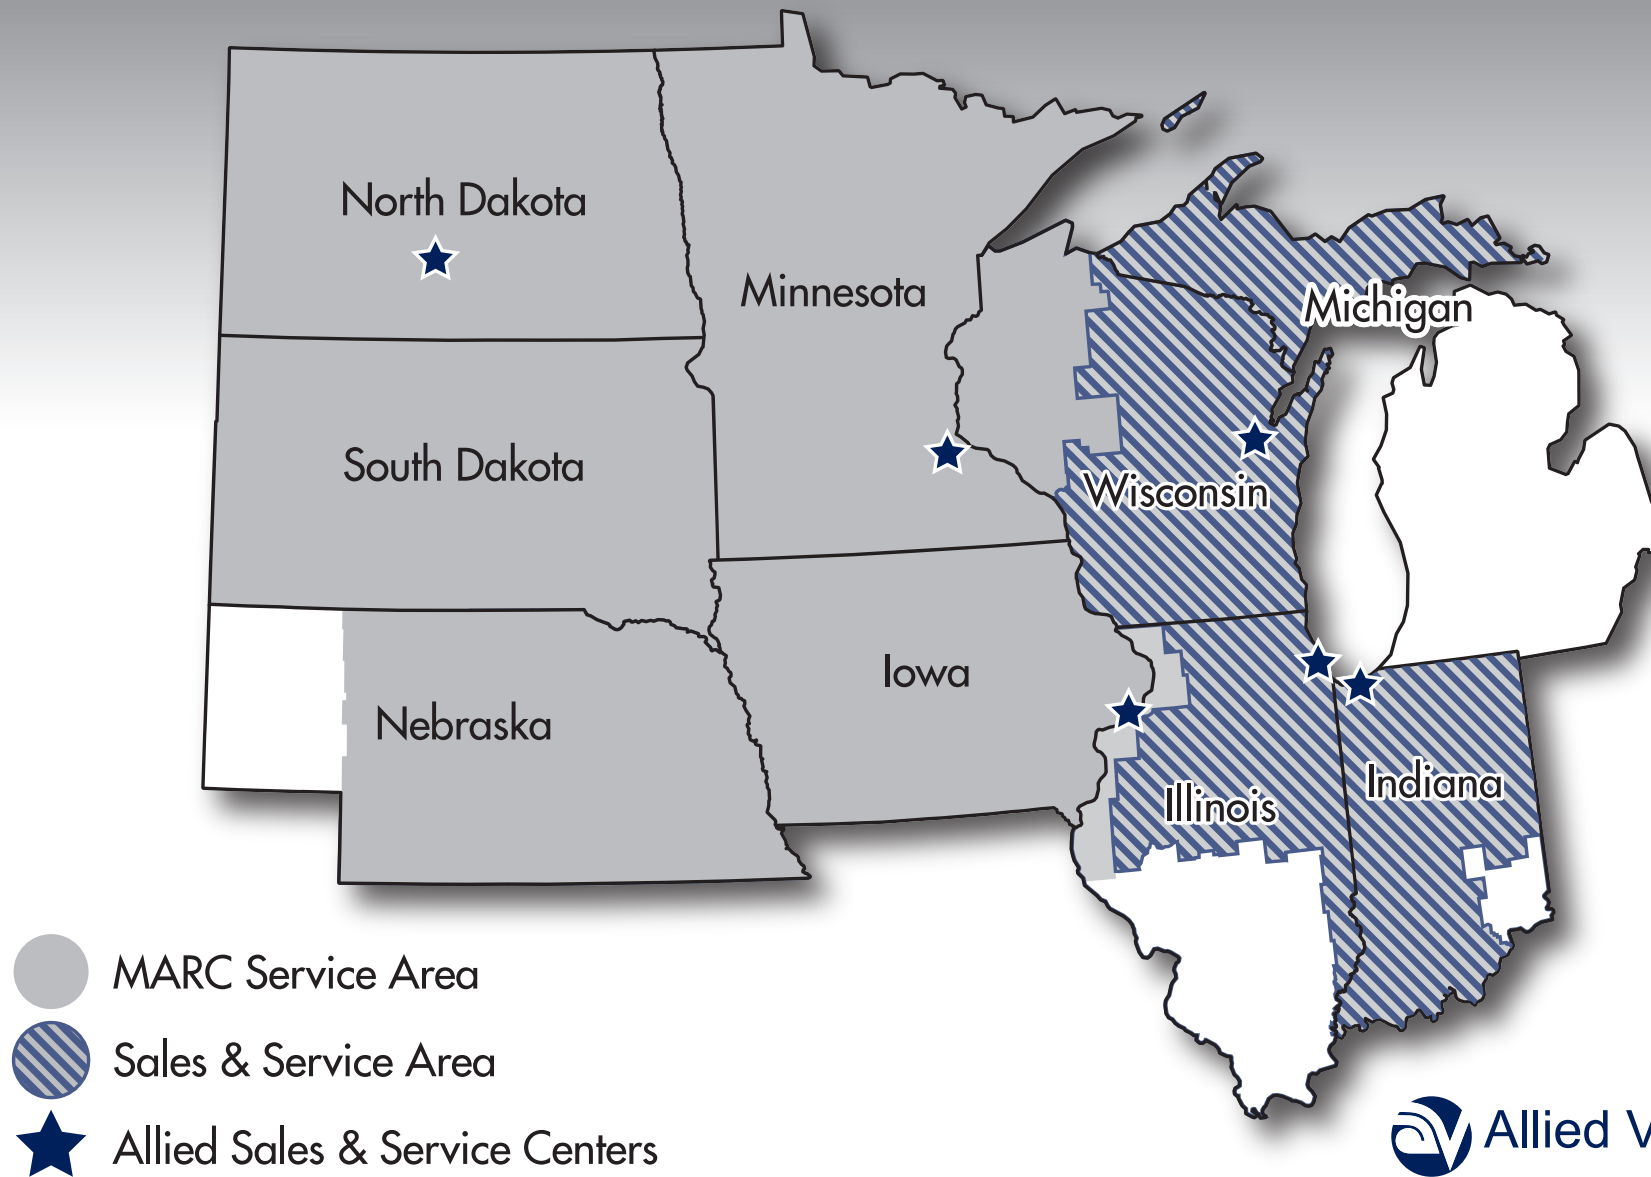 North Dakota
Minnesota
Michigan
South Dakota
Wisconsin
Iowa
Nebraska
Indiana
Illinois
MARC Service Area
Sales & Service Area
Allied Sales & Service Centers
Allied V